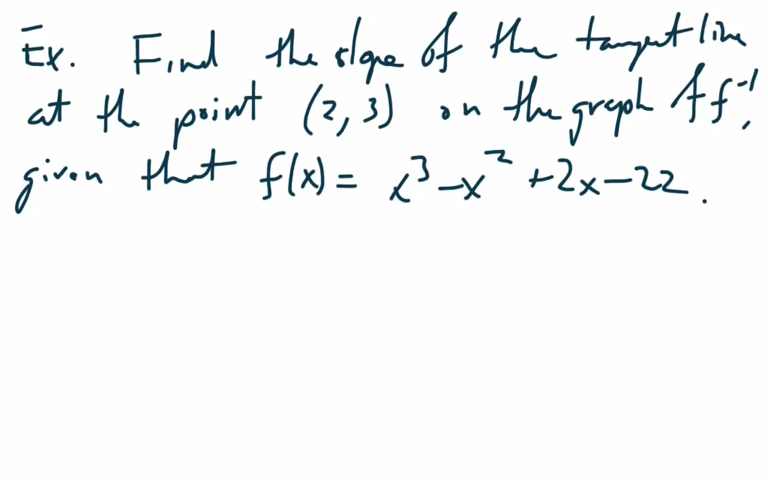 Ex. Find the slope of the tangent line
at the point (2, 3) on the graph of f⁻¹,
given that f(x) = x³ - x² + 2x - 22.